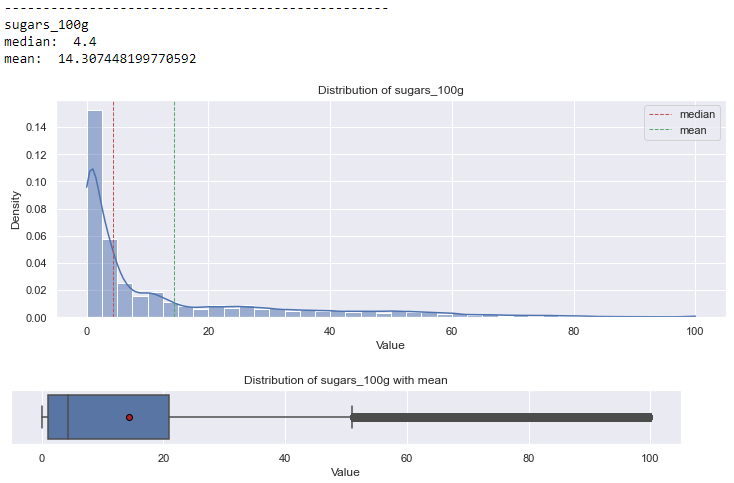 --------------------------------------------------
sugars_100g
median:  4.4
mean:  14.307448199770592
Distribution of sugars_100g
median
mean
0.14
0.12
0.10
0.08
0.06
0.04
0.02
0.00
Density
0 20 40 60 80 100
Value
Distribution of sugars_100g with mean
0 20 40 60 80 100
Value